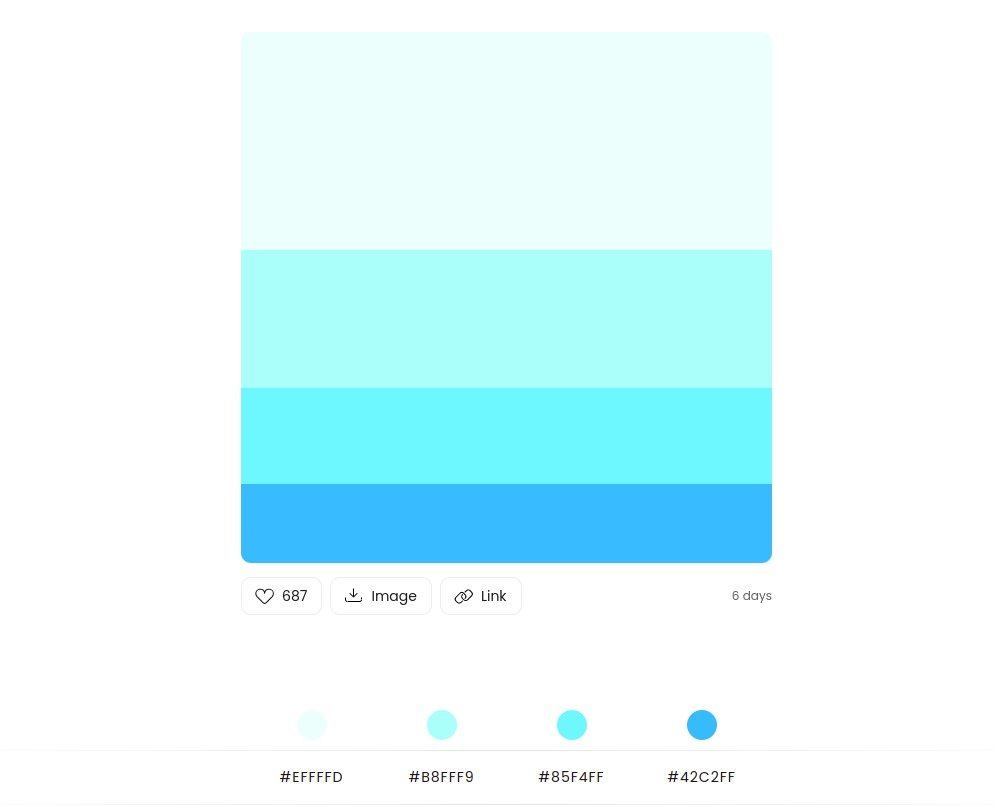 687 Image Link 6 days
#EFFFFD #B8FFF9 #85F4FF #42C2FF